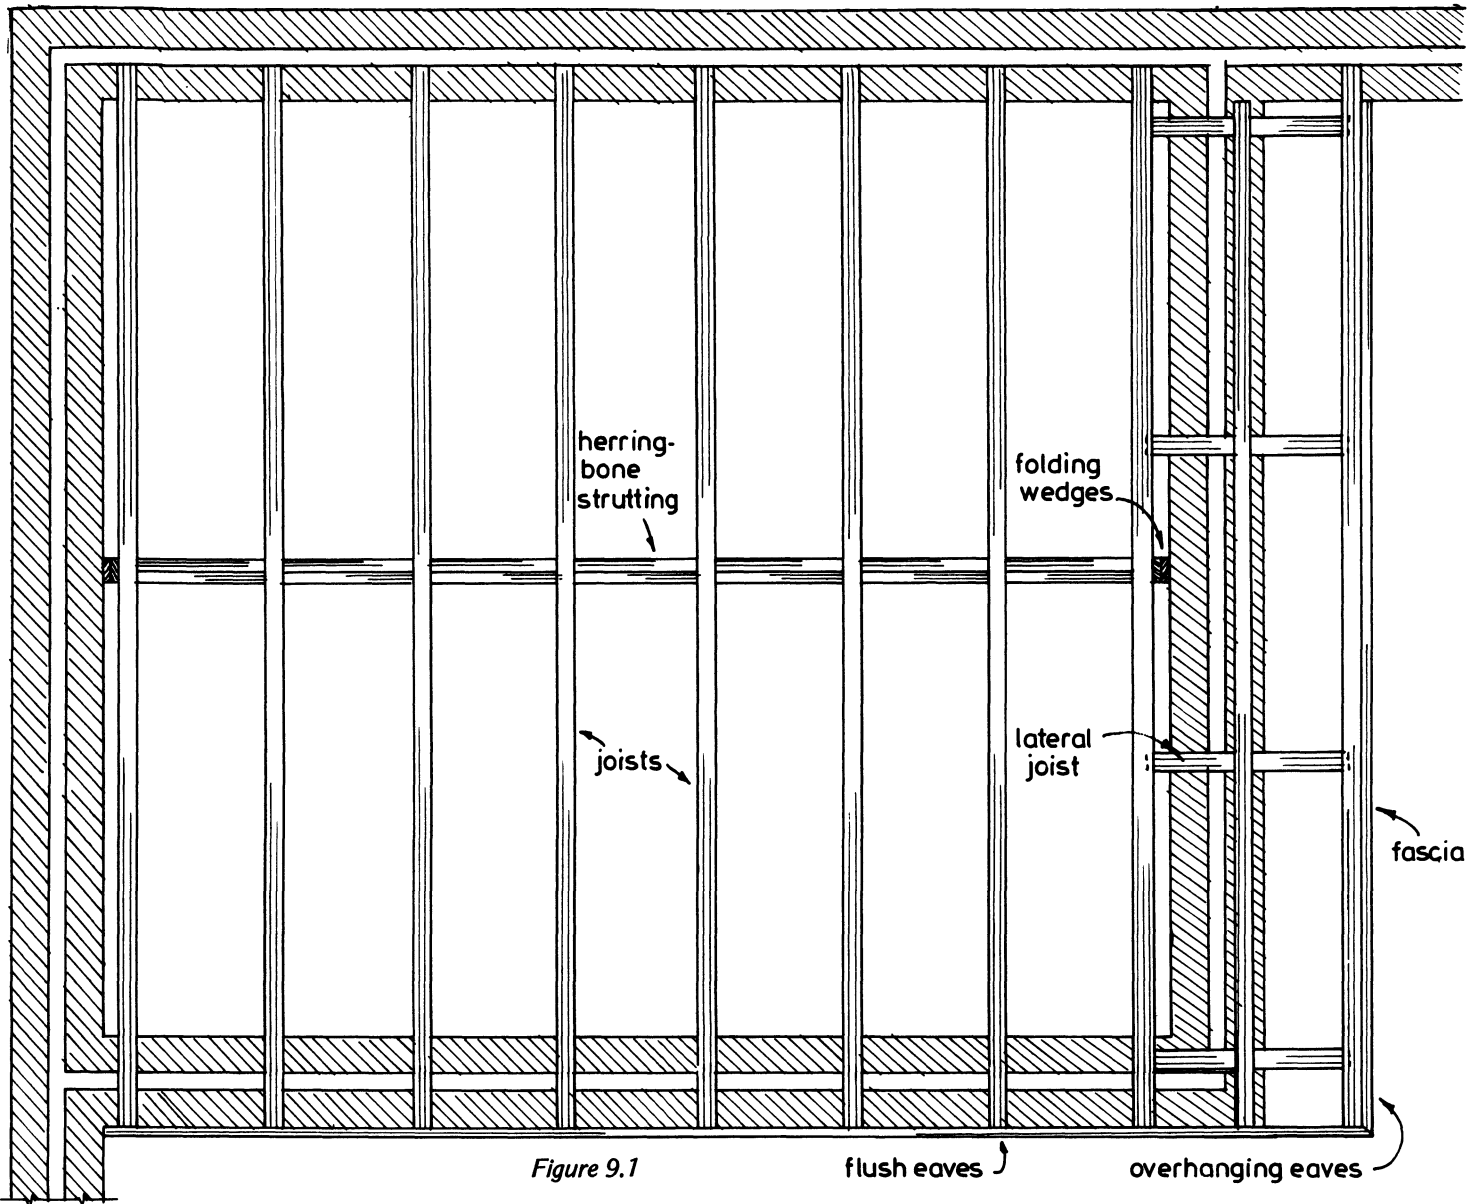 herring-
bone
strutting
folding
wedges
joists
lateral
joist
fascia
flush eaves
overhanging eaves
Figure 9.1